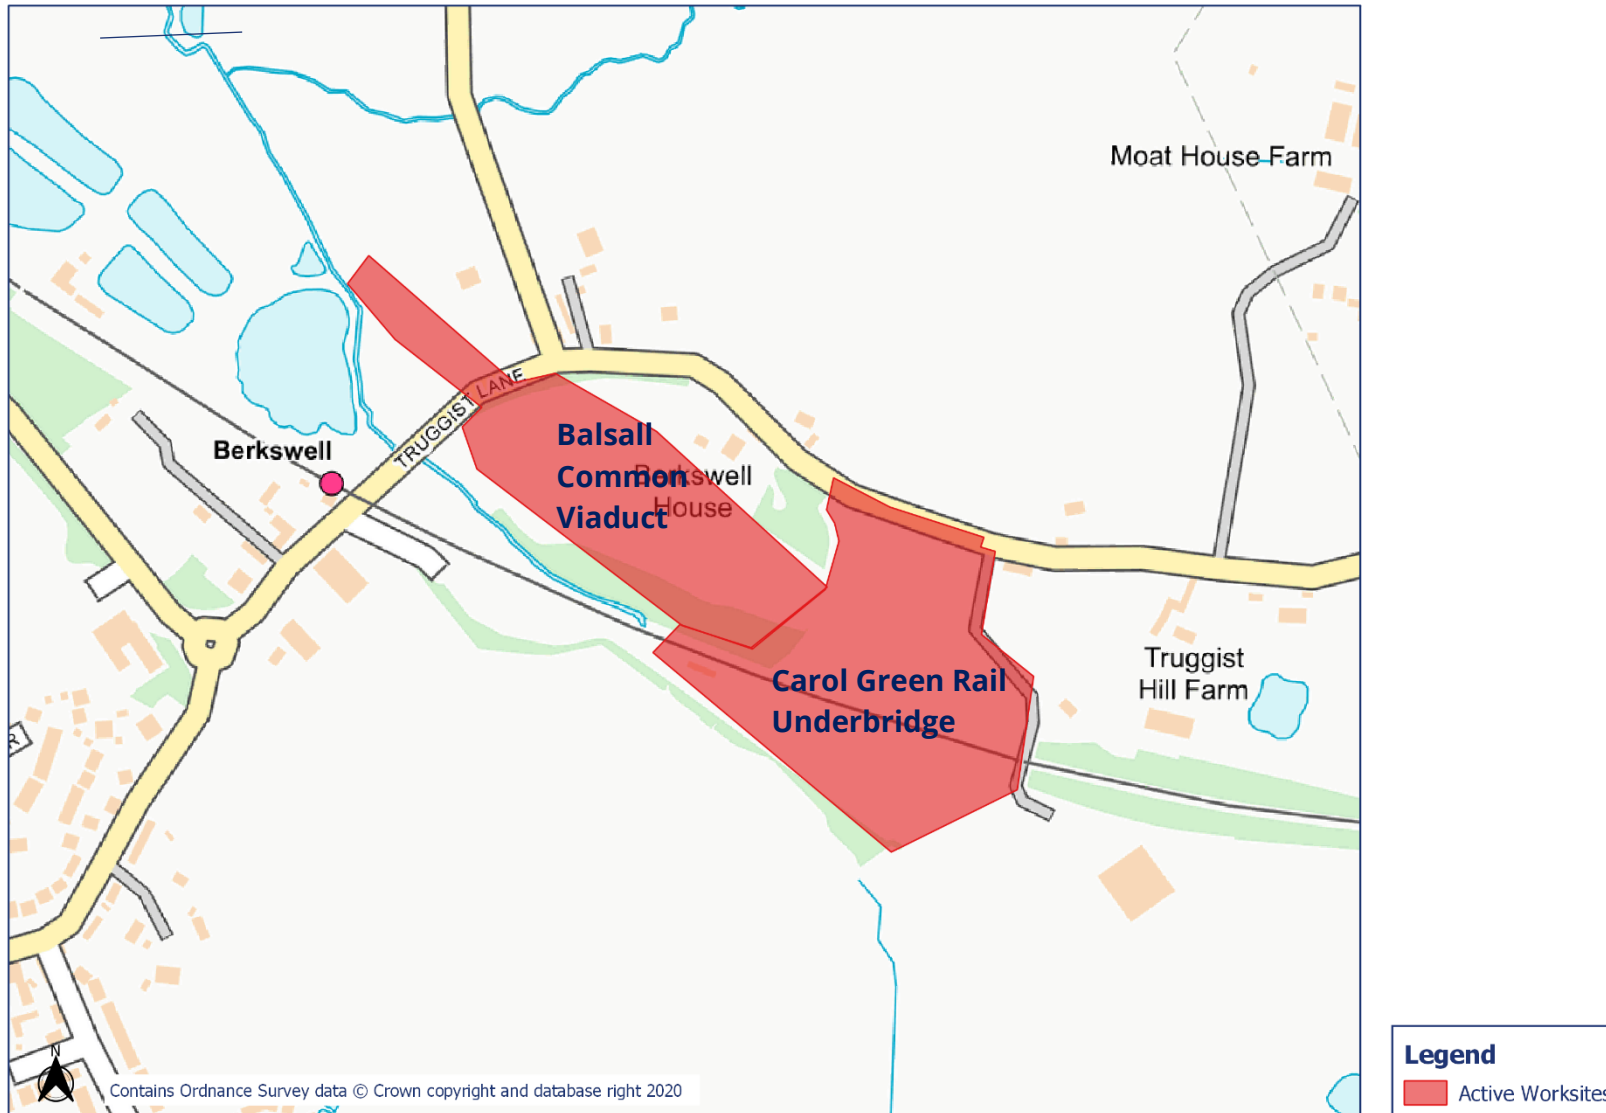 Moat House Farm
TRUGGIST LANE
Berkswell
Balsall
Common
Viaduct
Berkswell
House
Truggist
Hill Farm
Carol Green Rail
Underbridge
R
N
Contains Ordnance Survey data © Crown copyright and database right 2020
Legend
Active Worksites